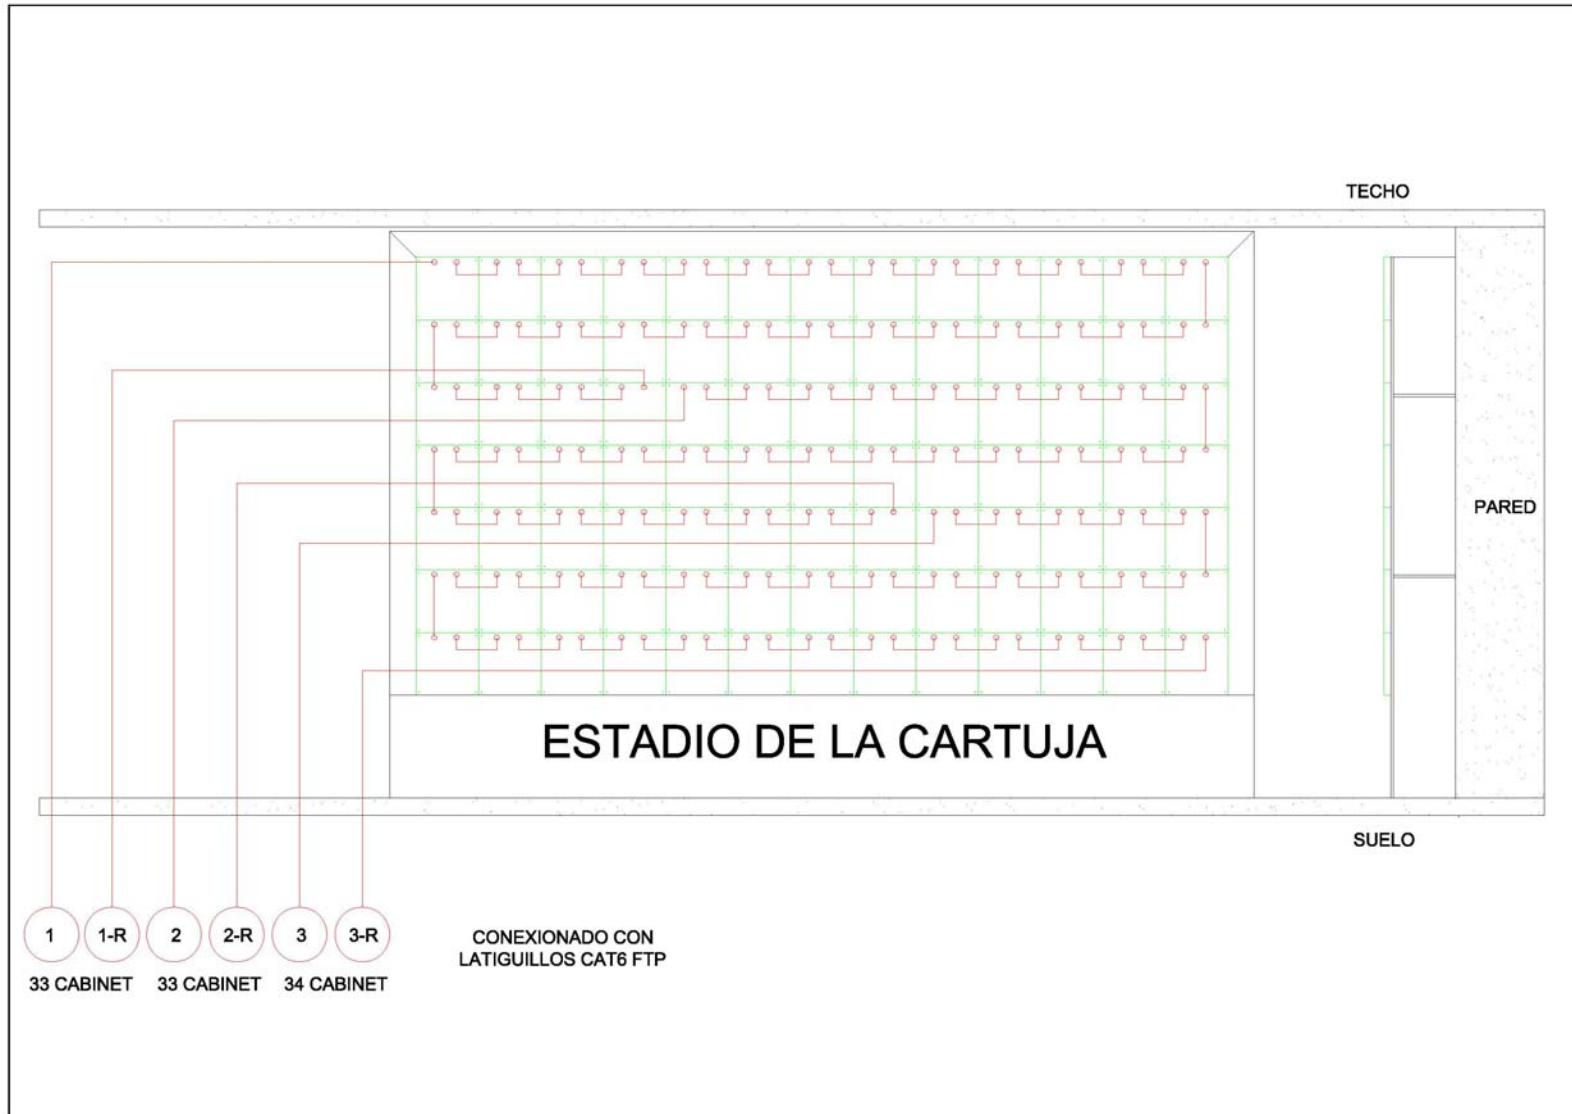 TECHO
PARED
ESTADIO DE LA CARTUJA
SUELO
1 1-R 2 2-R 3 3-R
33 CABINET 33 CABINET 34 CABINET
CONEXIONADO CON
LATIGUILLOS CAT6 FTP